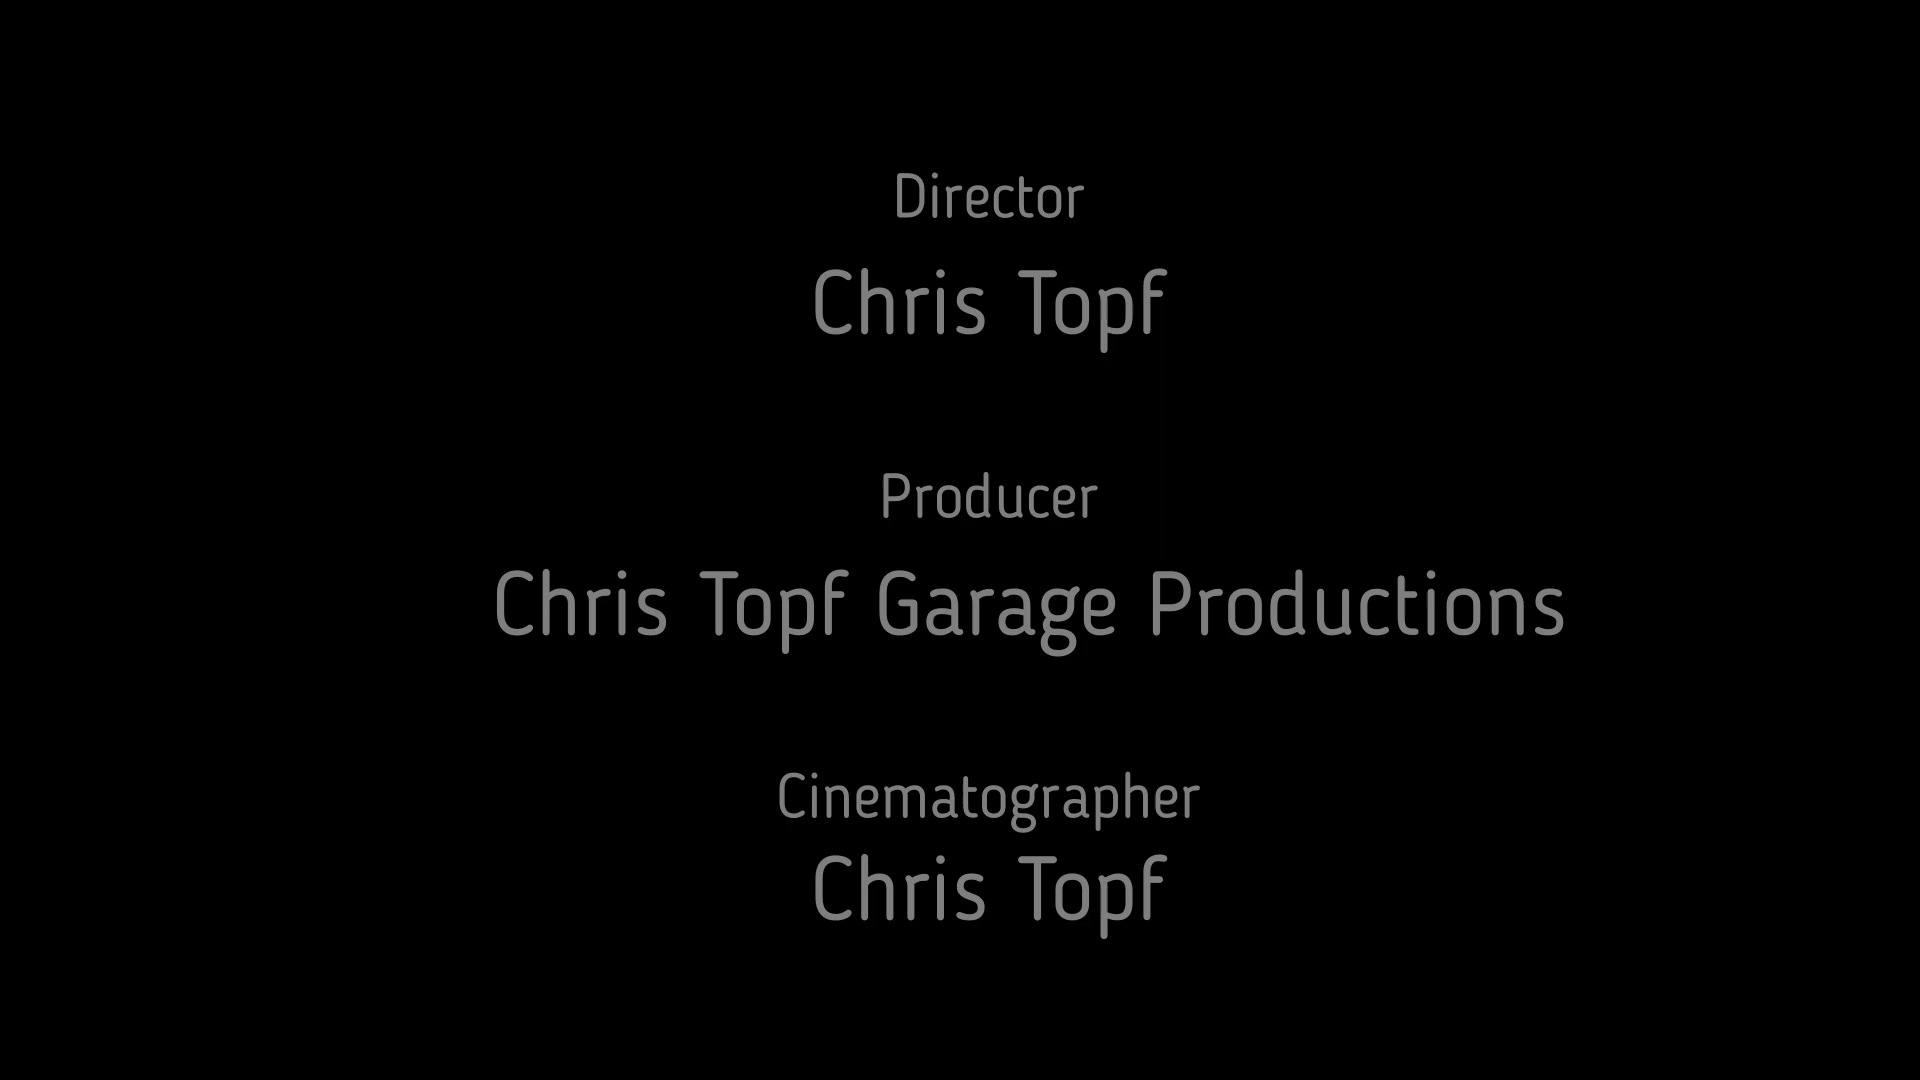 Director
Chris Topf
Producer
Chris Topf Garage Productions
Cinematographer
Chris Topf